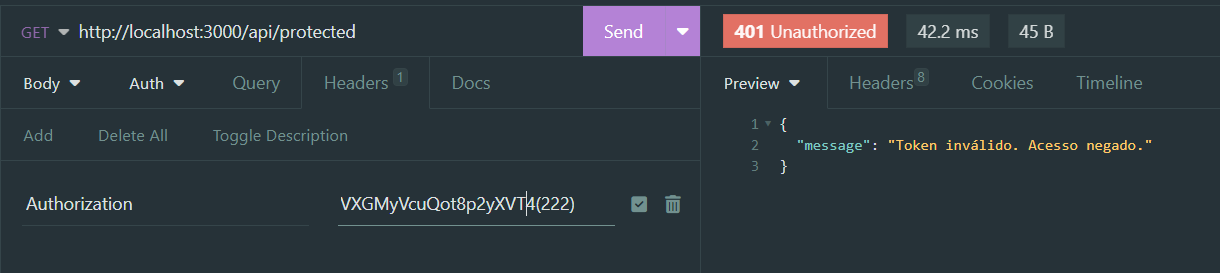 GET http://localhost:3000/api/protected Send 401 Unauthorized 42.2 ms 45 B
Body Auth Query Headers 1 Docs Preview Headers 8 Cookies Timeline
Add Delete All Toggle Description
1 {
2 "message": "Token inválido. Acesso negado."
3 }
Authorization VXGMyVcuQot8p2yXVT4(222)